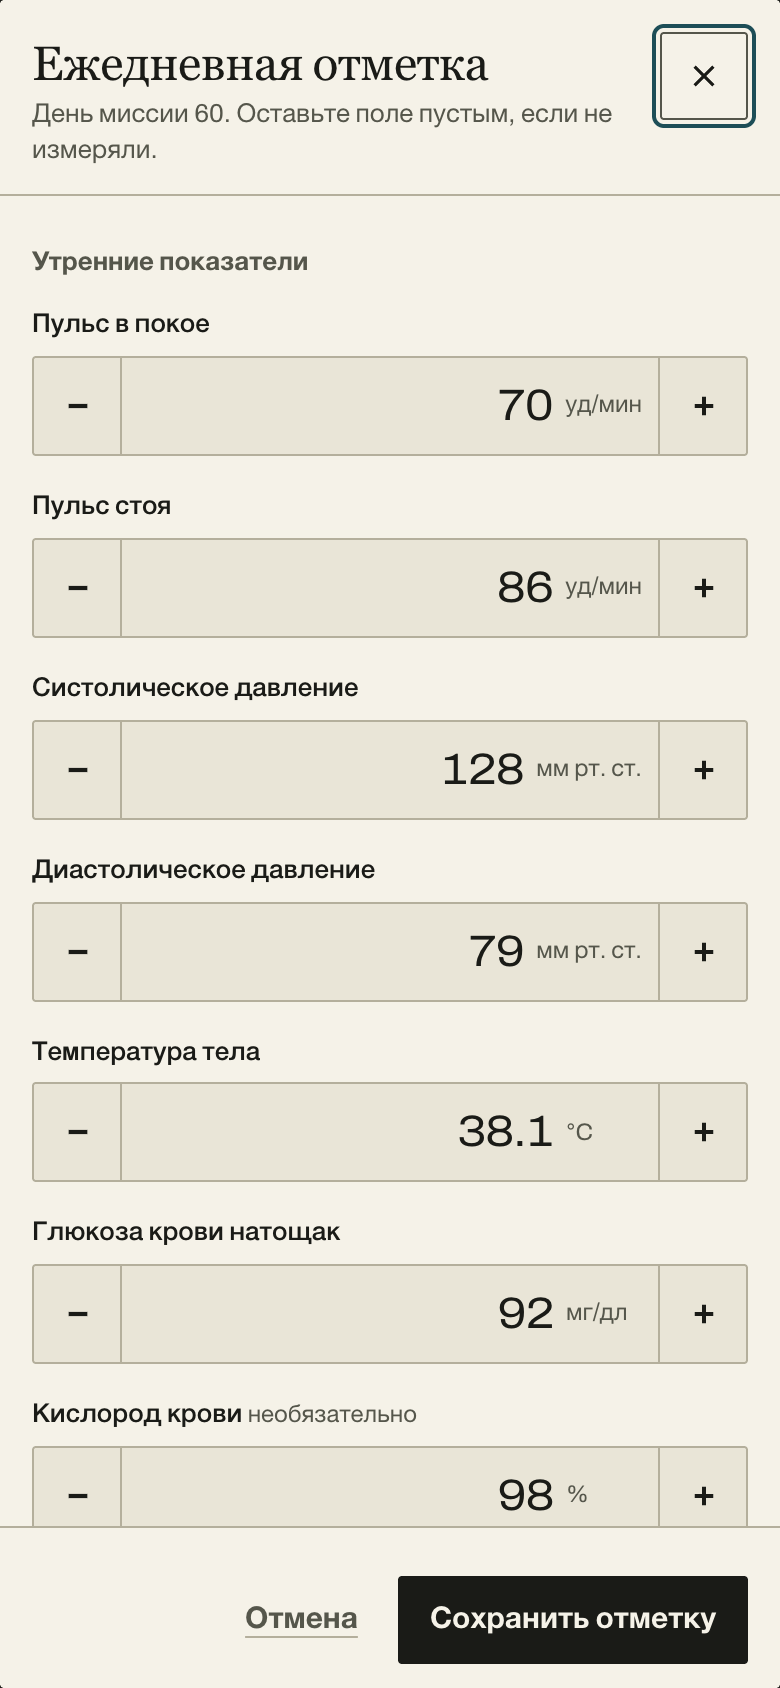 Ежедневная отметка
×
День миссии 60. Оставьте поле пустым, если не
измеряли.
Утренние показатели
Пульс в покое
− 70 уд/мин +
Пульс стоя
− 86 уд/мин +
Систолическое давление
− 128 мм рт. ст. +
Диастолическое давление
− 79 мм рт. ст. +
Температура тела
− 38.1 °C +
Глюкоза крови натощак
− 92 мг/дл +
Кислород крови необязательно
− 98 % +
Отмена Сохранить отметку